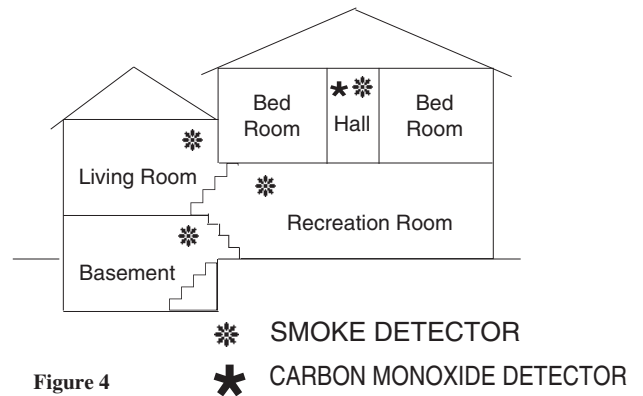 Bed
Room
Hall
Bed
Room
Living Room
Recreation Room
Basement
SMOKE DETECTOR
CARBON MONOXIDE DETECTOR
Figure 4